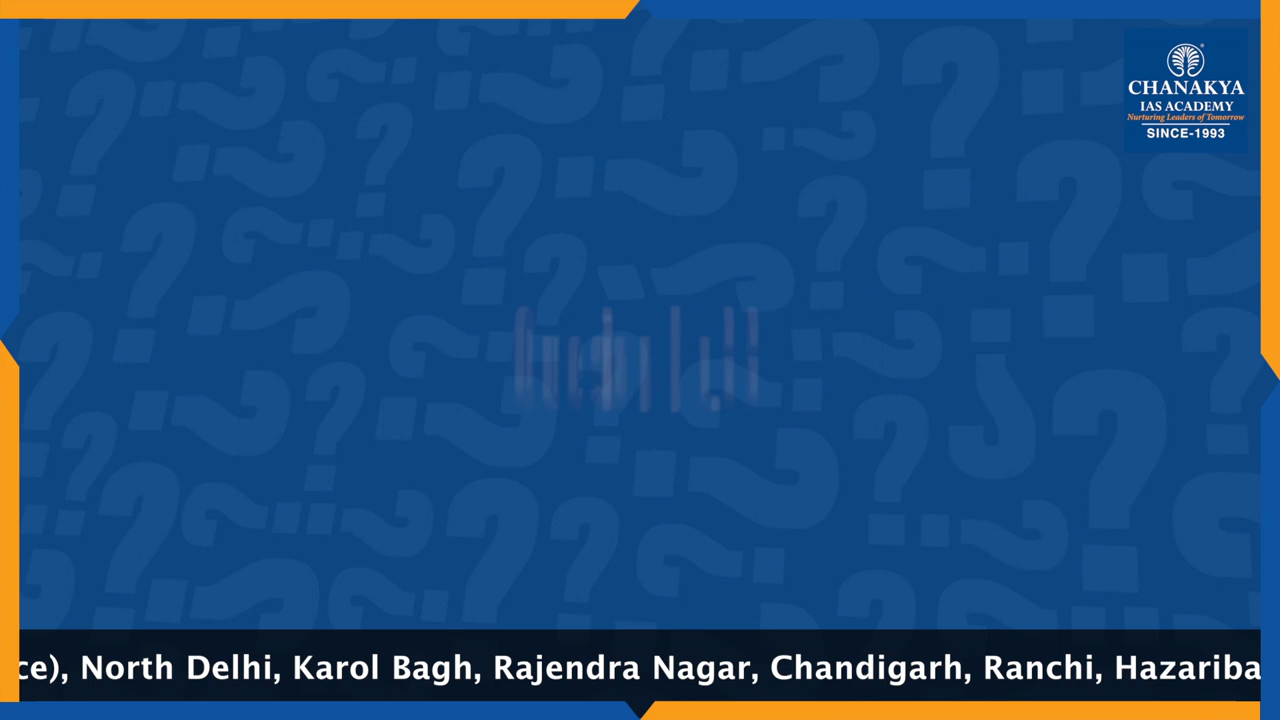 CHANAKYA
IAS ACADEMY
Nurturing Leaders of Tomorrow
SINCE-1993
ce), North Delhi, Karol Bagh, Rajendra Nagar, Chandigarh, Ranchi, Hazariba